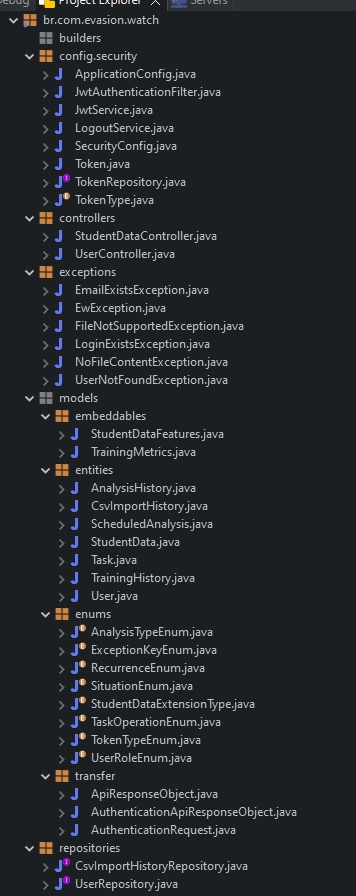 Debug Project Explorer Servers
br.com.evasion.watch
builders
config.security
ApplicationConfig.java
JwtAuthenticationFilter.java
JwtService.java
LogoutService.java
SecurityConfig.java
Token.java
TokenRepository.java
TokenType.java
controllers
StudentDataController.java
UserController.java
exceptions
EmailExistsException.java
EwException.java
FileNotSupportedException.java
LoginExistsException.java
NoFileContentException.java
UserNotFoundException.java
models
embeddables
StudentDataFeatures.java
TrainingMetrics.java
entities
AnalysisHistory.java
CsvImportHistory.java
ScheduledAnalysis.java
StudentData.java
Task.java
TrainingHistory.java
User.java
enums
AnalysisTypeEnum.java
ExceptionKeyEnum.java
RecurrenceEnum.java
SituationEnum.java
StudentDataExtensionType.java
TaskOperationEnum.java
TokenTypeEnum.java
UserRoleEnum.java
transfer
ApiResponseObject.java
AuthenticationApiResponseObject.java
AuthenticationRequest.java
repositories
CsvImportHistoryRepository.java
UserRepository.java